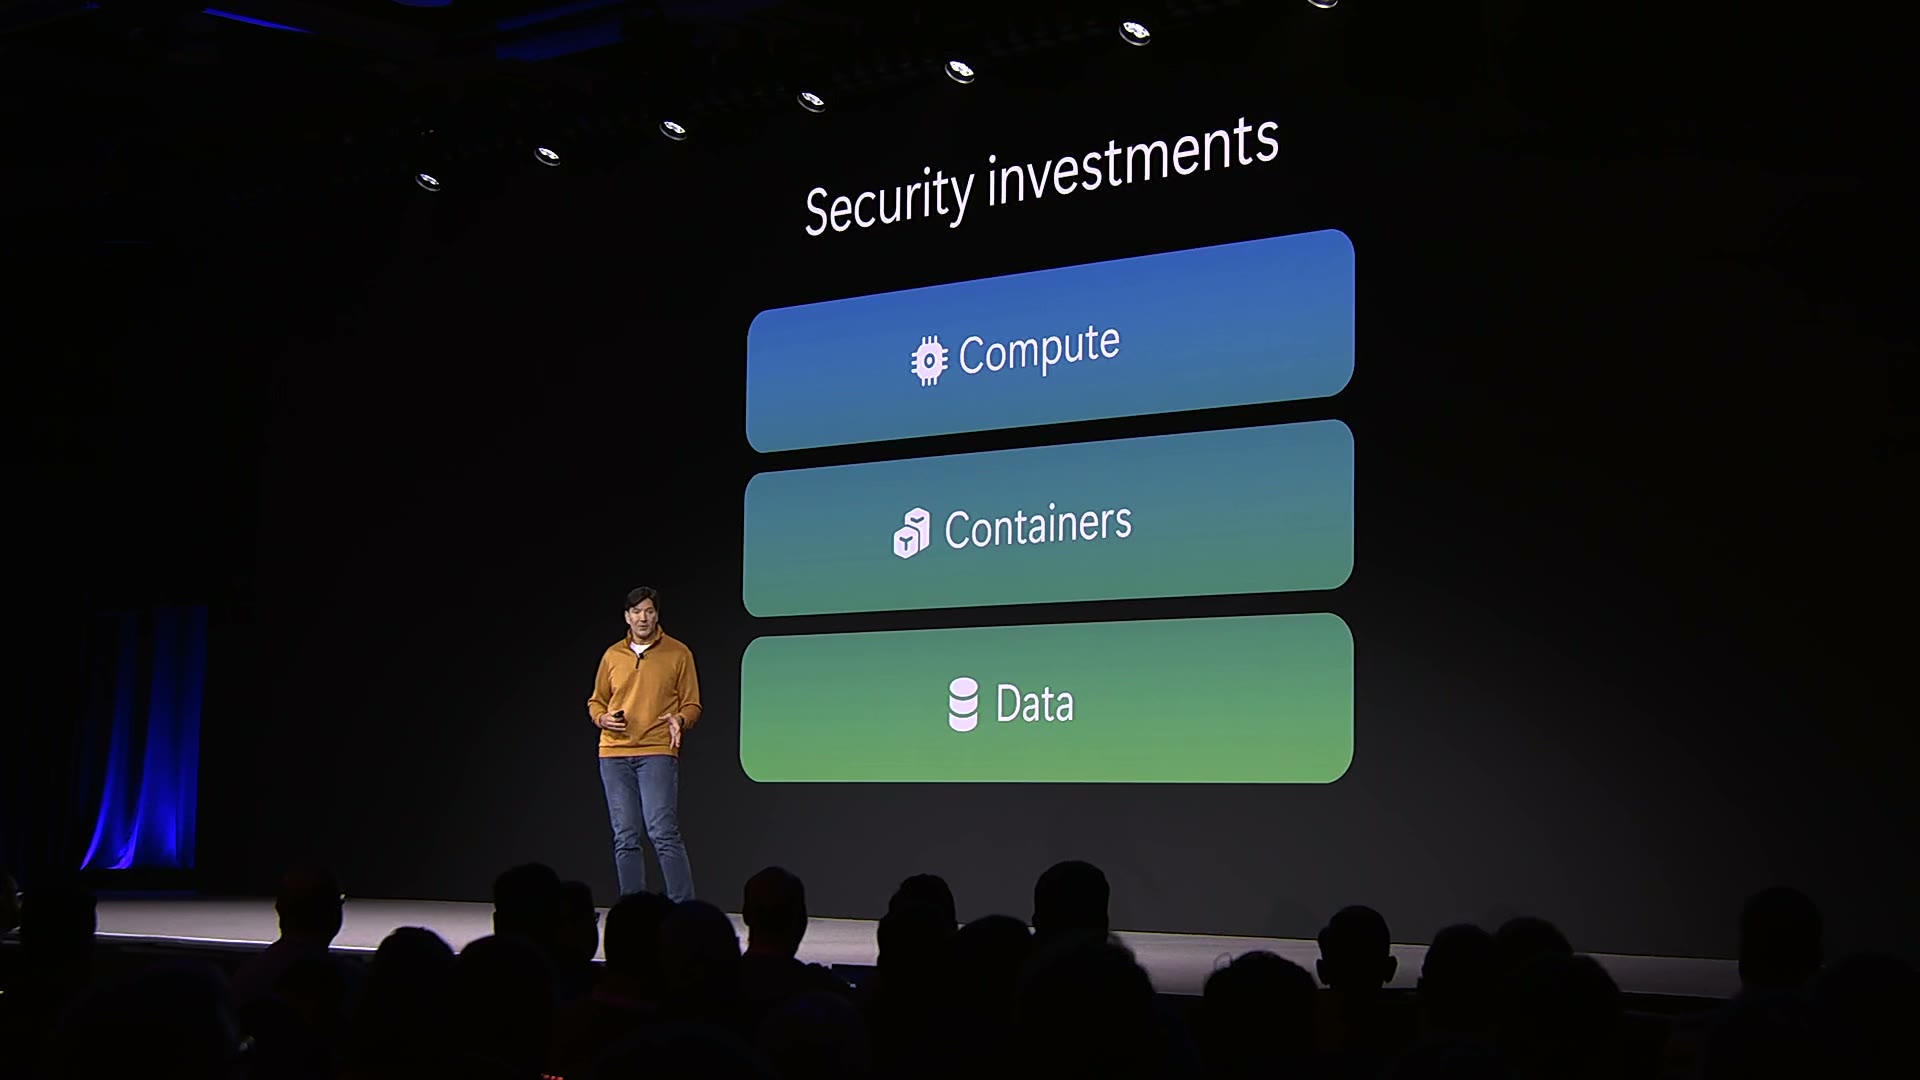 Security investments
Compute
Containers
Data